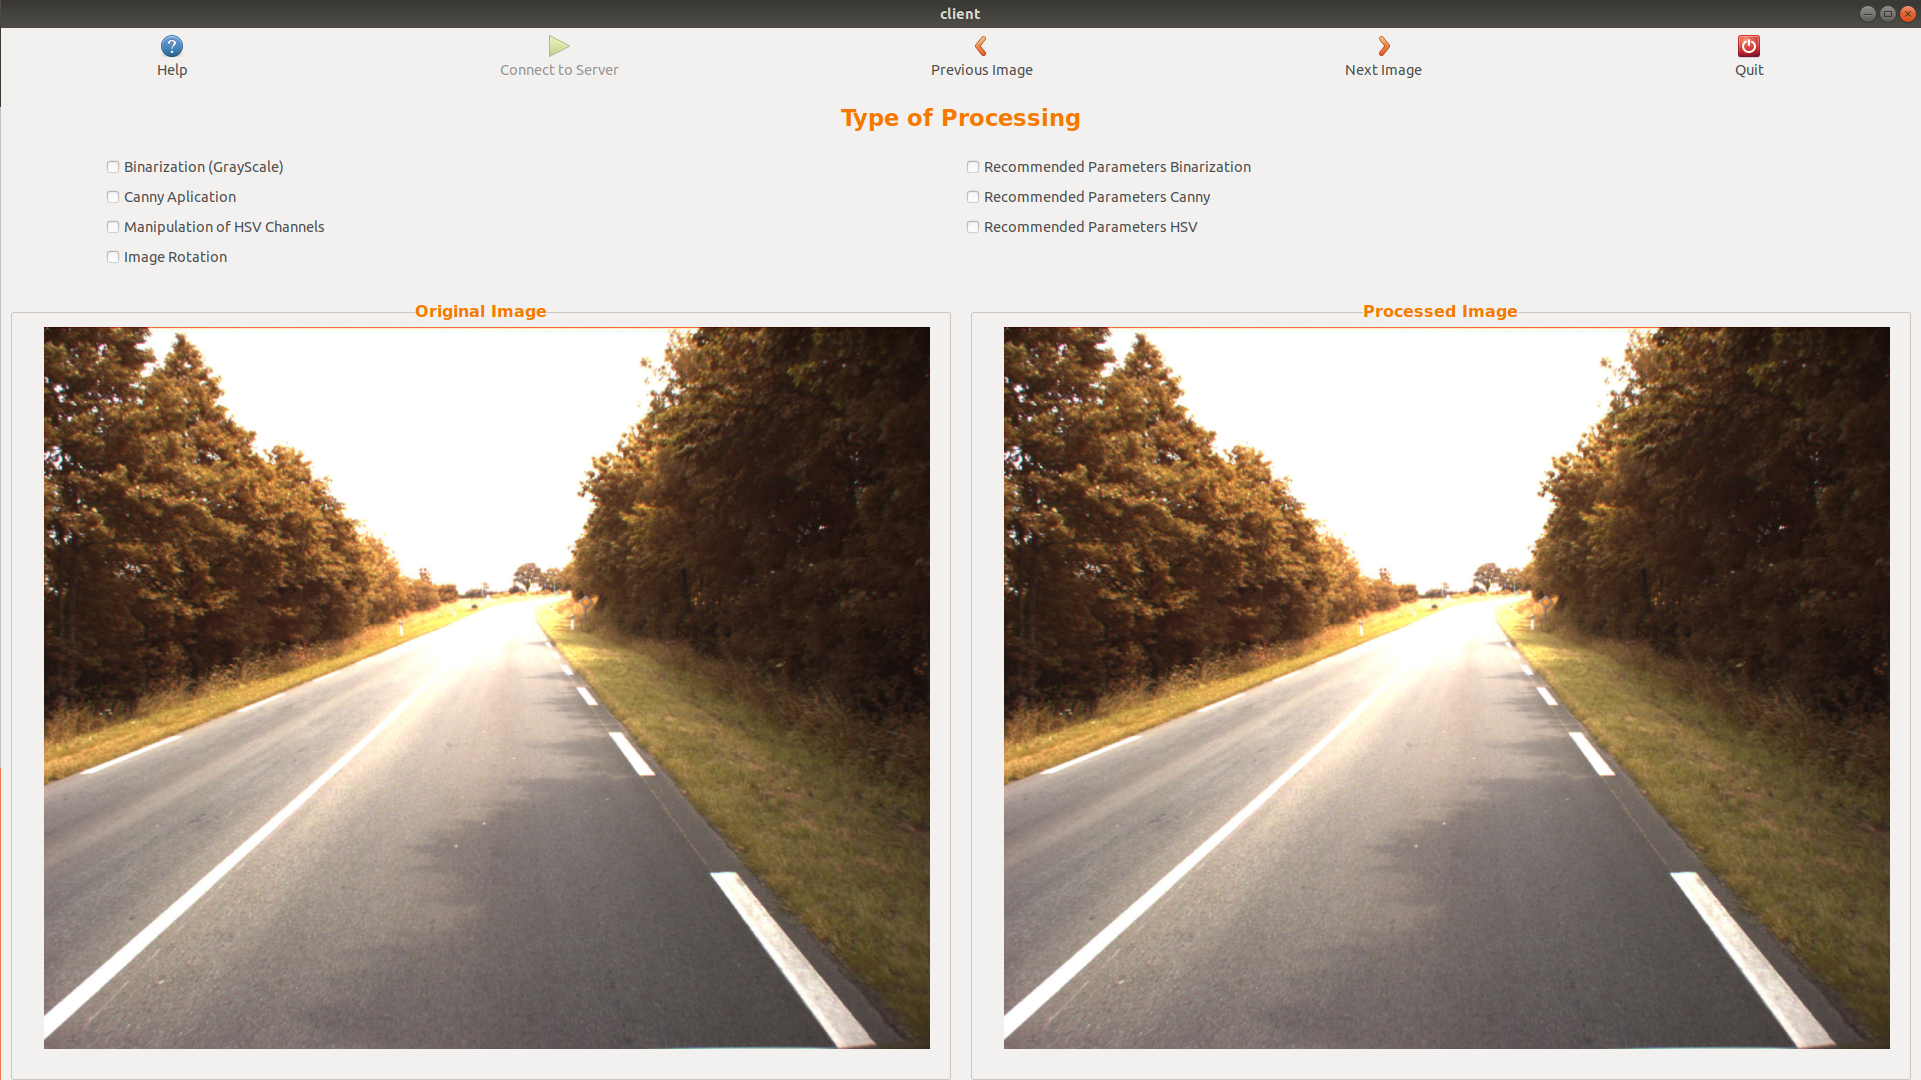 client
Help
Connect to Server
Previous Image
Next Image
Quit
Type of Processing
Binarization (GrayScale)
Recommended Parameters Binarization
Canny Aplication
Recommended Parameters Canny
Manipulation of HSV Channels
Recommended Parameters HSV
Image Rotation
Original Image
Processed Image